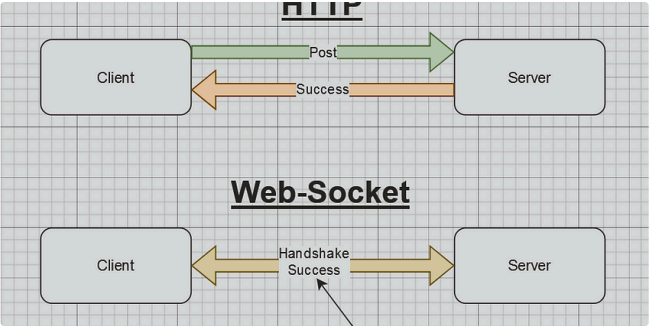 HTTP
Client
Post
Success
Server
Web-Socket
Client
Handshake
Success
Server